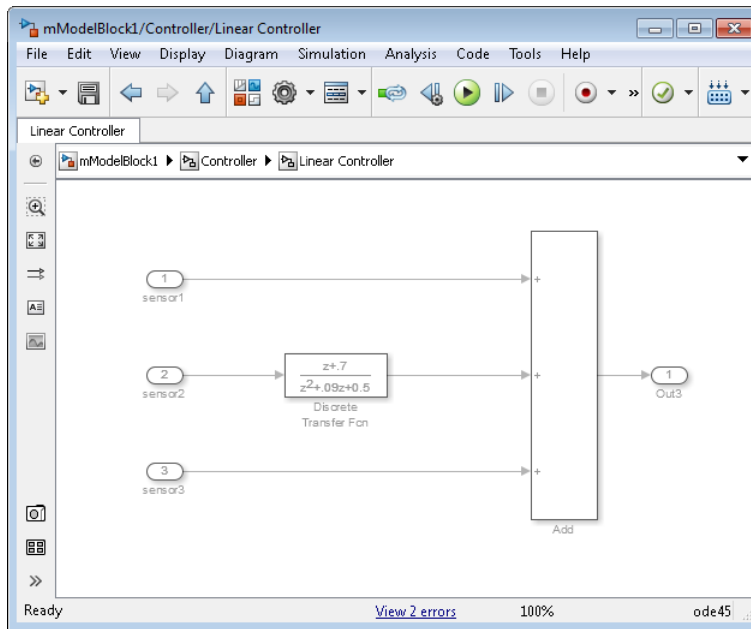 mModelBlock1/Controller/Linear Controller
File Edit View Display Diagram Simulation Analysis Code Tools Help
Linear Controller
mModelBlock1 Controller Linear Controller
1
sensor1
2
sensor2
z+.7
z2+.09z+0.5
Discrete
Transfer Fcn
3
sensor3
+
+
+
Add
1
Out3
Ready View 2 errors 100% ode45